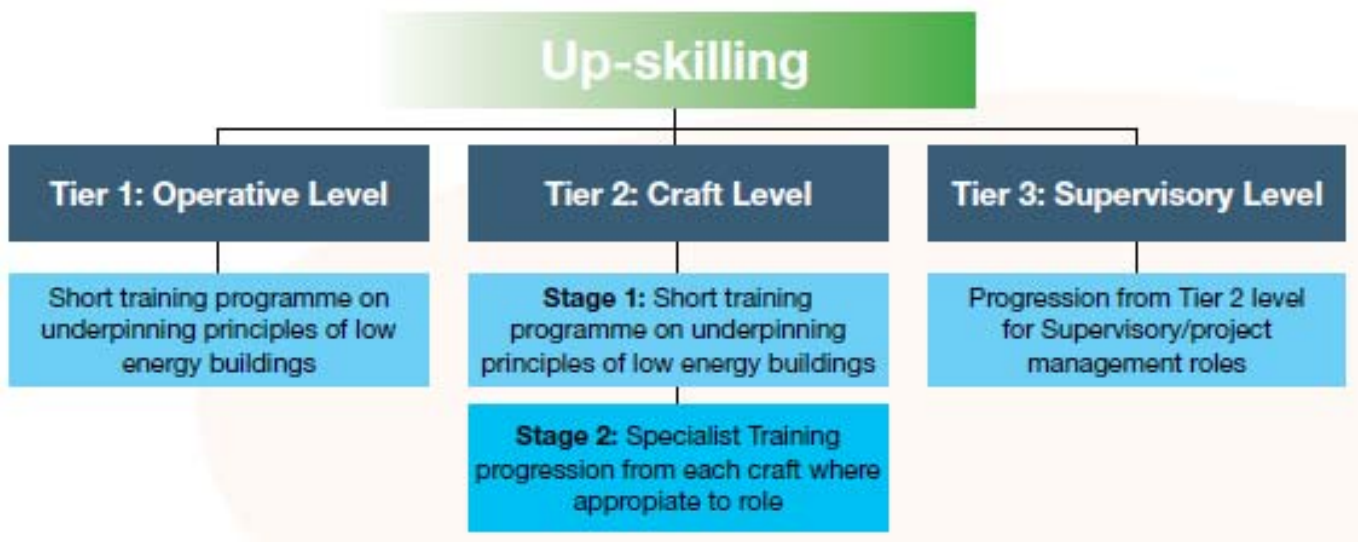 Up-skilling
Tier 1: Operative Level
Short training programme on
underpinning principles of low
energy buildings
Tier 2: Craft Level
Stage 1: Short training
programme on underpinning
principles of low energy buildings
Stage 2: Specialist Training
progression from each craft where
appropiate to role
Tier 3: Supervisory Level
Progression from Tier 2 level
for Supervisory/project
management roles